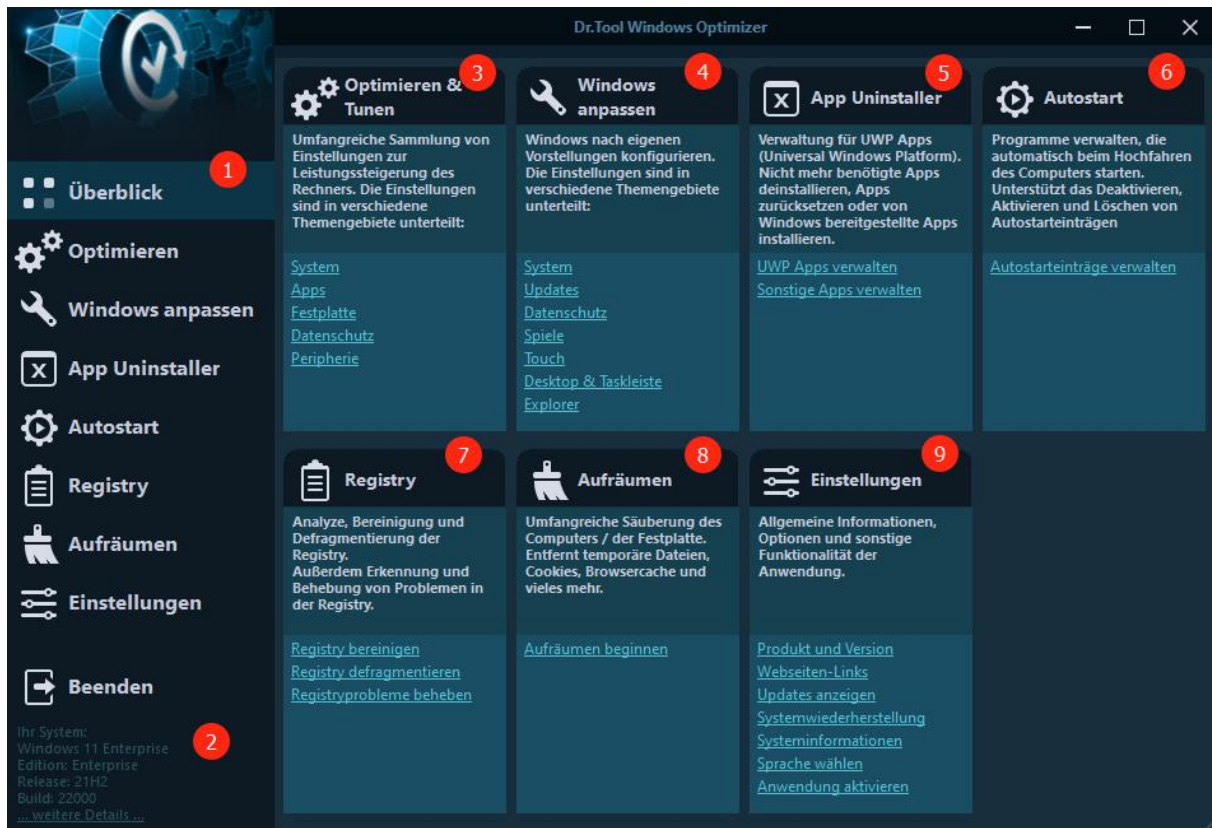 Dr.Tool Windows Optimizer
1
Überblick
Optimieren
Windows anpassen
App Uninstaller
Autostart
Registry
Aufräumen
Einstellungen
Beenden
2
Ihr System:
Windows 11 Enterprise
Edition: Enterprise
Release: 21H2
Build: 22000
... weitere Details ...
3
Optimieren &
Tunen
Umfangreiche Sammlung von
Einstellungen zur
Leistungssteigerung des
Rechners. Die Einstellungen
sind in verschiedene
Themengebiete unterteilt:
System
Apps
Festplatte
Datenschutz
Peripherie
4
Windows
anpassen
Windows nach eigenen
Vorstellungen konfigurieren.
Die Einstellungen sind in
verschiedene Themengebiete
unterteilt:
System
Updates
Datenschutz
Spiele
Touch
Desktop & Taskleiste
Explorer
5
X
App Uninstaller
Verwaltung für UWP Apps
(Universal Windows Platform).
Nicht mehr benötigte Apps
deinstallieren, Apps
zurücksetzen oder von
Windows bereitgestellte Apps
installieren.
UWP Apps verwalten
Sonstige Apps verwalten
6
Autostart
Programme verwalten, die
automatisch beim Hochfahren
des Computers starten.
Unterstützt das Deaktivieren,
Aktivieren und Löschen von
Autostarteinträgen
Autostarteinträge verwalten
7
Registry
Analyze, Bereinigung und
Defragmentierung der
Registry.
Außerdem Erkennung und
Behebung von Problemen in
der Registry.
Registry bereinigen
Registry defragmentieren
Registryprobleme beheben
8
Aufräumen
Umfangreiche Säuberung des
Computers / der Festplatte.
Entfernt temporäre Dateien,
Cookies, Browsercache und
vieles mehr.
Aufräumen beginnen
9
Einstellungen
Allgemeine Informationen,
Optionen und sonstige
Funktionalität der
Anwendung.
Produkt und Version
Webseiten-Links
Updates anzeigen
Systemwiederherstellung
Systeminformationen
Sprache wählen
Anwendung aktivieren